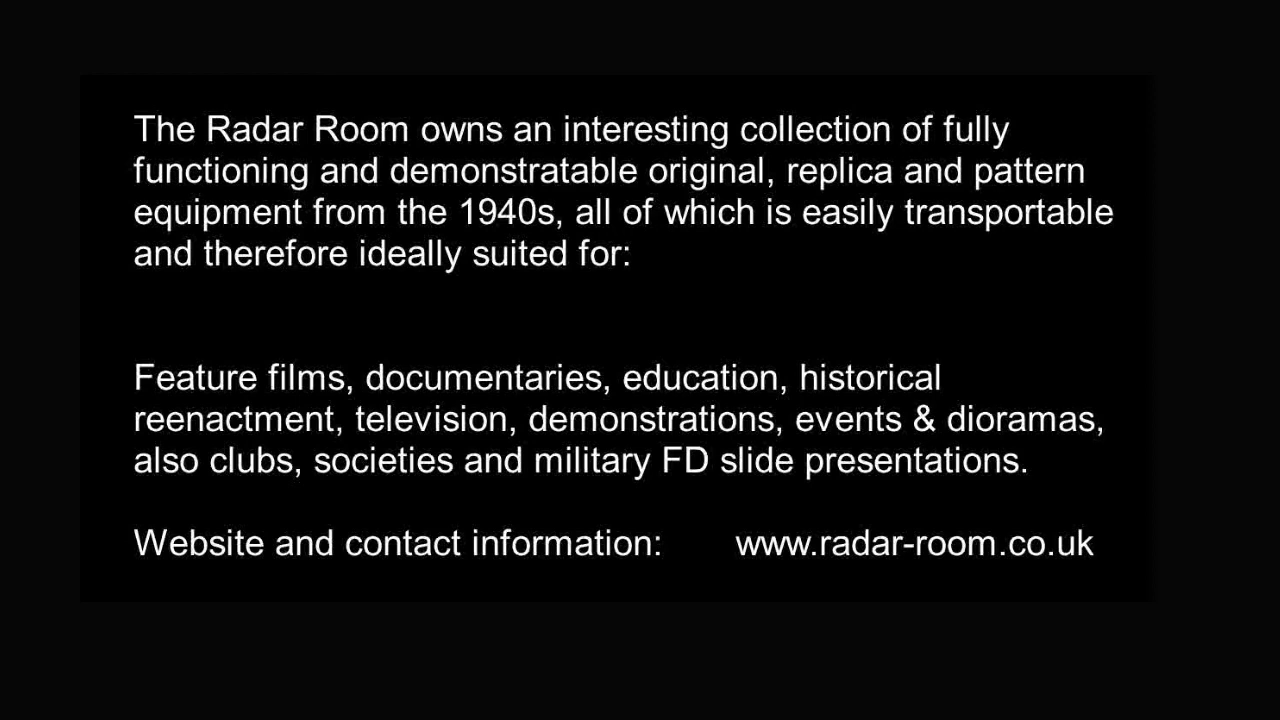 The Radar Room owns an interesting collection of fully
functioning and demonstratable original, replica and pattern
equipment from the 1940s, all of which is easily transportable
and therefore ideally suited for:
Feature films, documentaries, education, historical
reenactment, television, demonstrations, events & dioramas,
also clubs, societies and military FD slide presentations.
Website and contact information: www.radar-room.co.uk